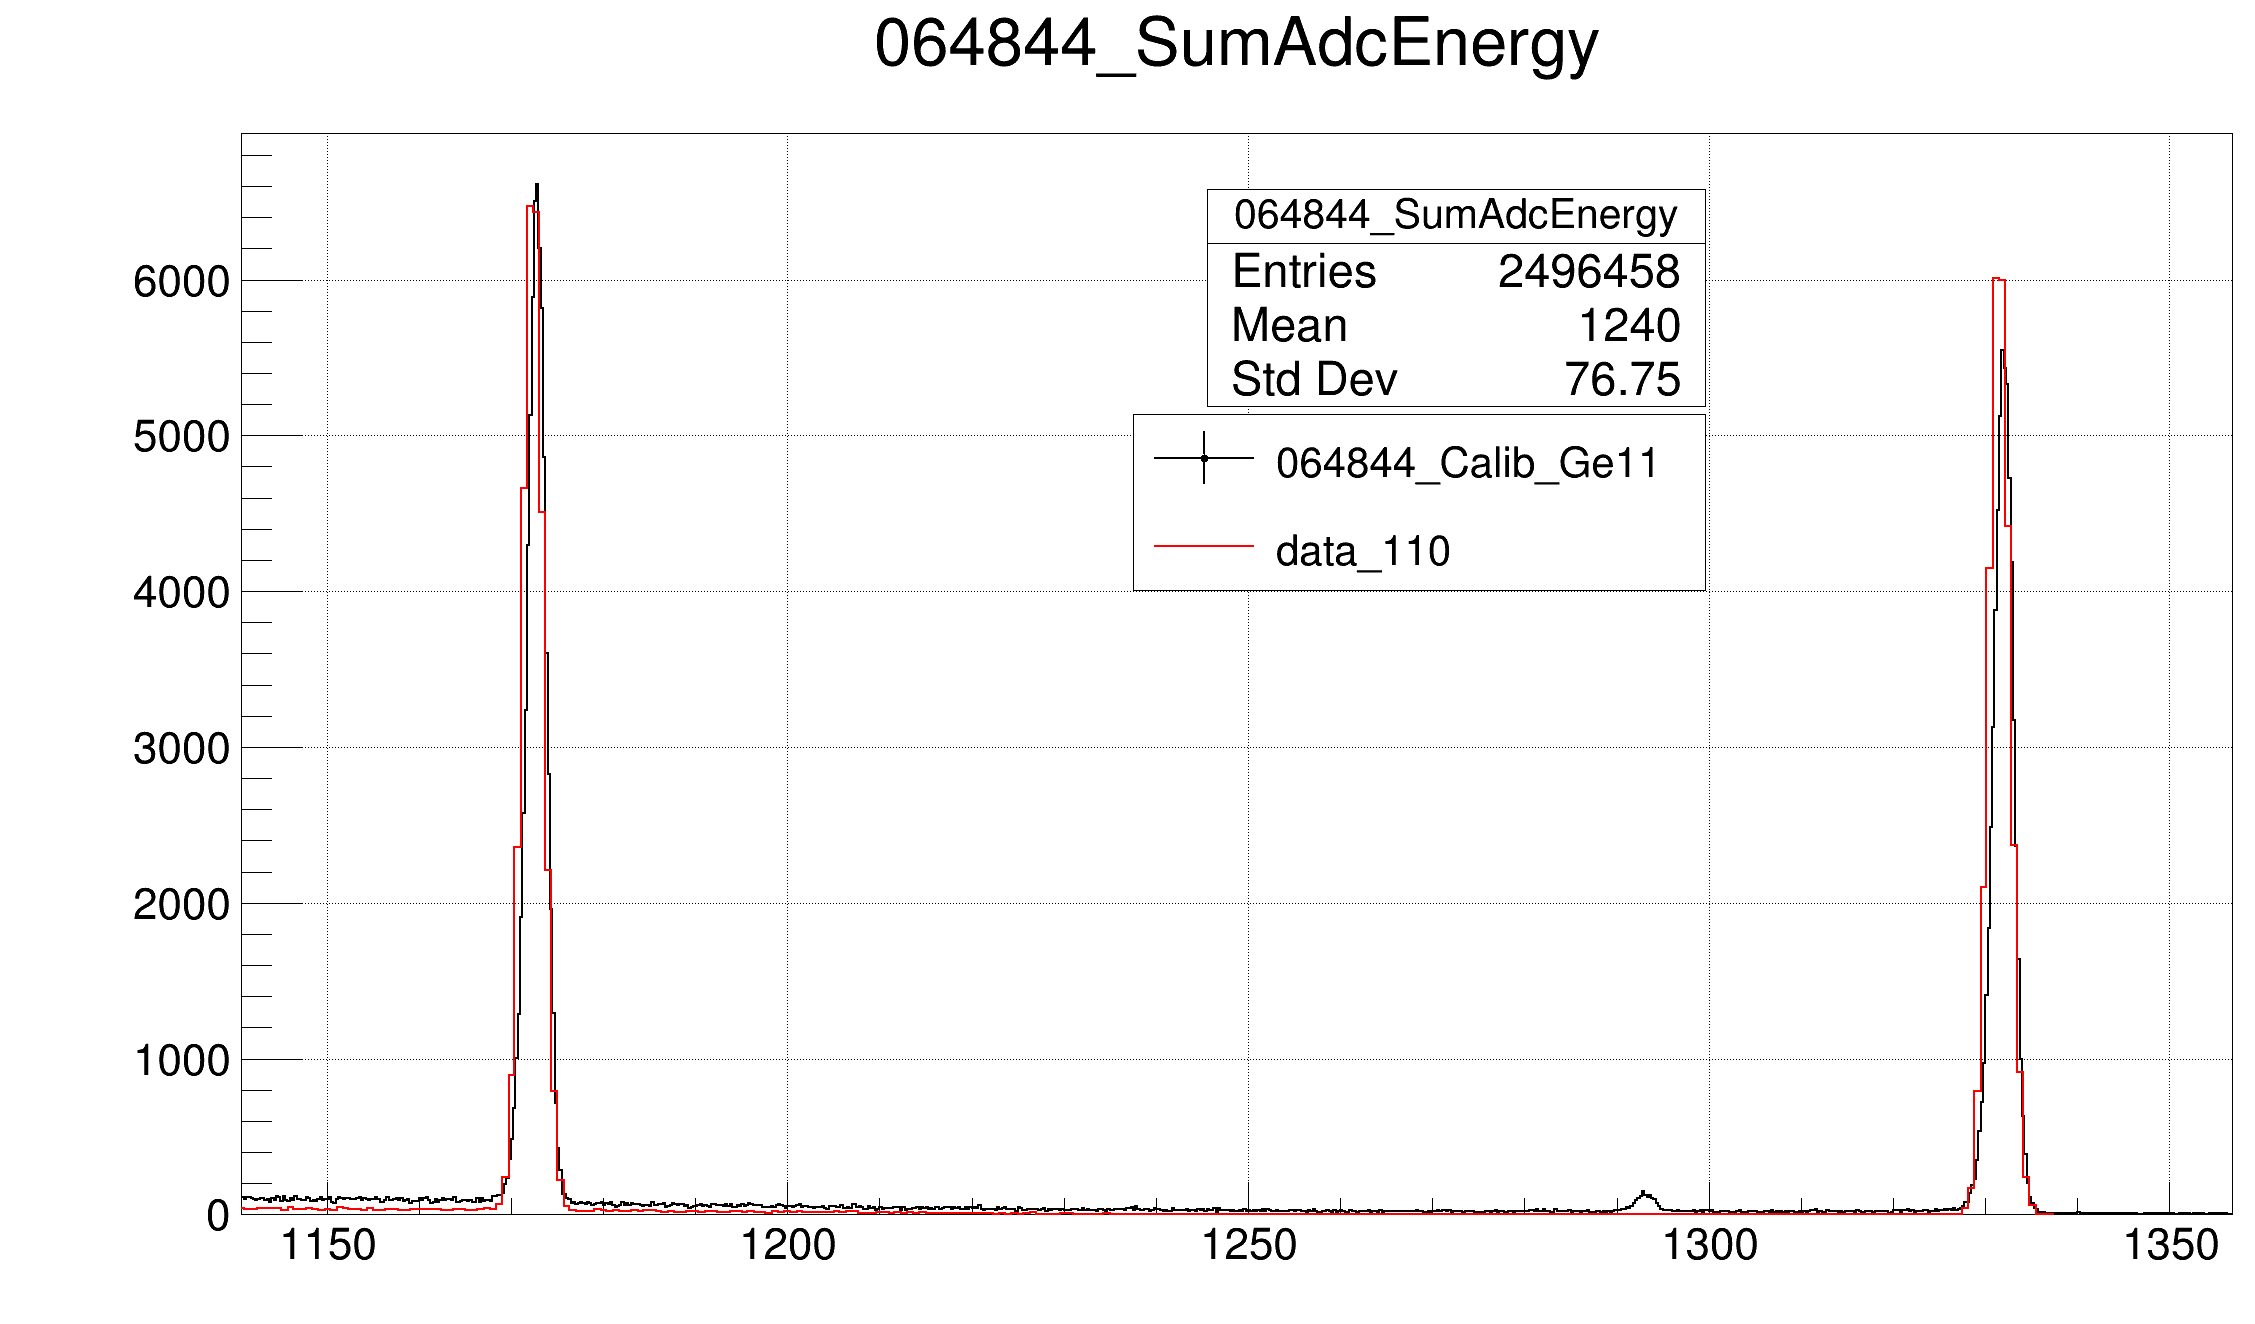 064844_SumAdcEnergy
064844_SumAdcEnergy
Entries 2496458
Mean 1240
Std Dev 76.75
064844_Calib_Ge11
data_110
6000
5000
4000
3000
2000
1000
0
1150 1200 1250 1300 1350